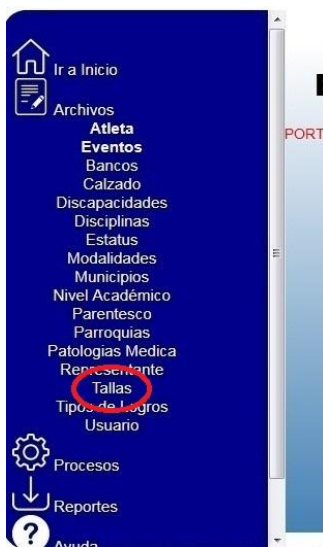 Ir a Inicio
Archivos
Atleta
Eventos
PORT
Bancos
Calzado
Discapacidades
Disciplinas
Estatus
Modalidades
Municipios
Nivel Académico
Parentesco
Parroquias
Patologias Medica
Representante
Tallas
Tipos de Logros
Usuario
Procesos
Reportes
? Ayuda